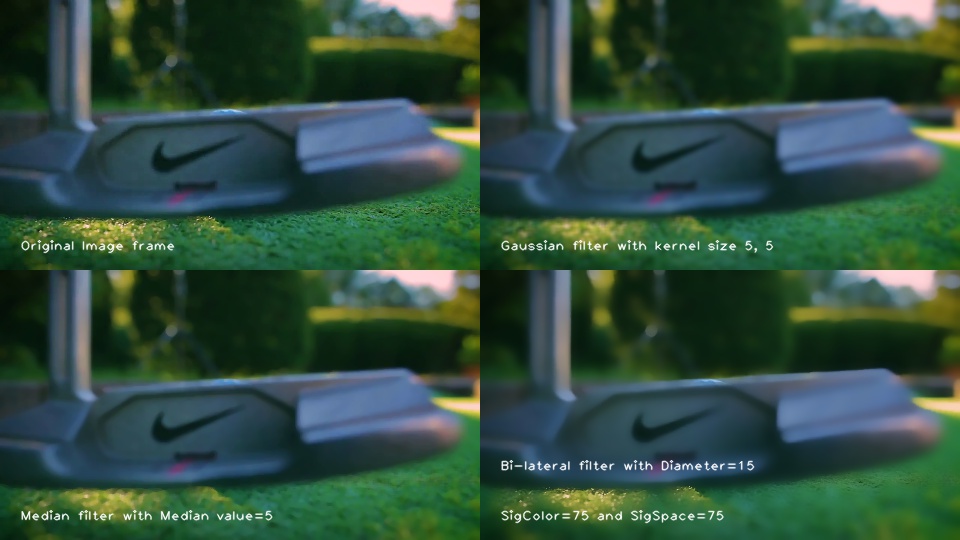 Original Image frame
Gaussian filter with kernel size 5, 5
Median filter with Median value=5
Bi-lateral filter with Diameter=15
SigColor=75 and SigSpace=75